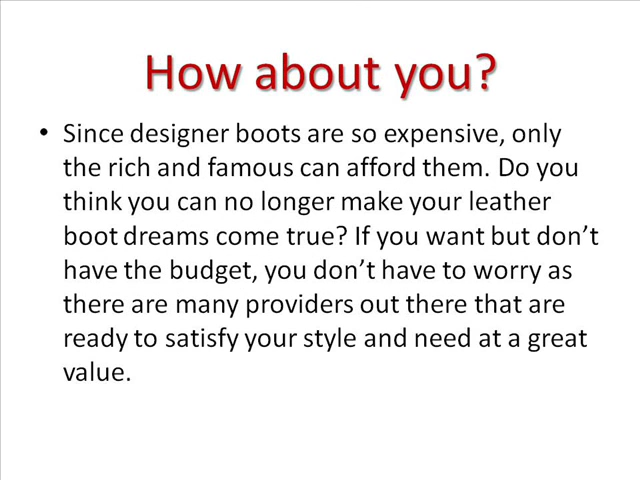 How about you?
• Since designer boots are so expensive, only
the rich and famous can afford them. Do you
think you can no longer make your leather
boot dreams come true? If you want but don’t
have the budget, you don’t have to worry as
there are many providers out there that are
ready to satisfy your style and need at a great
value.